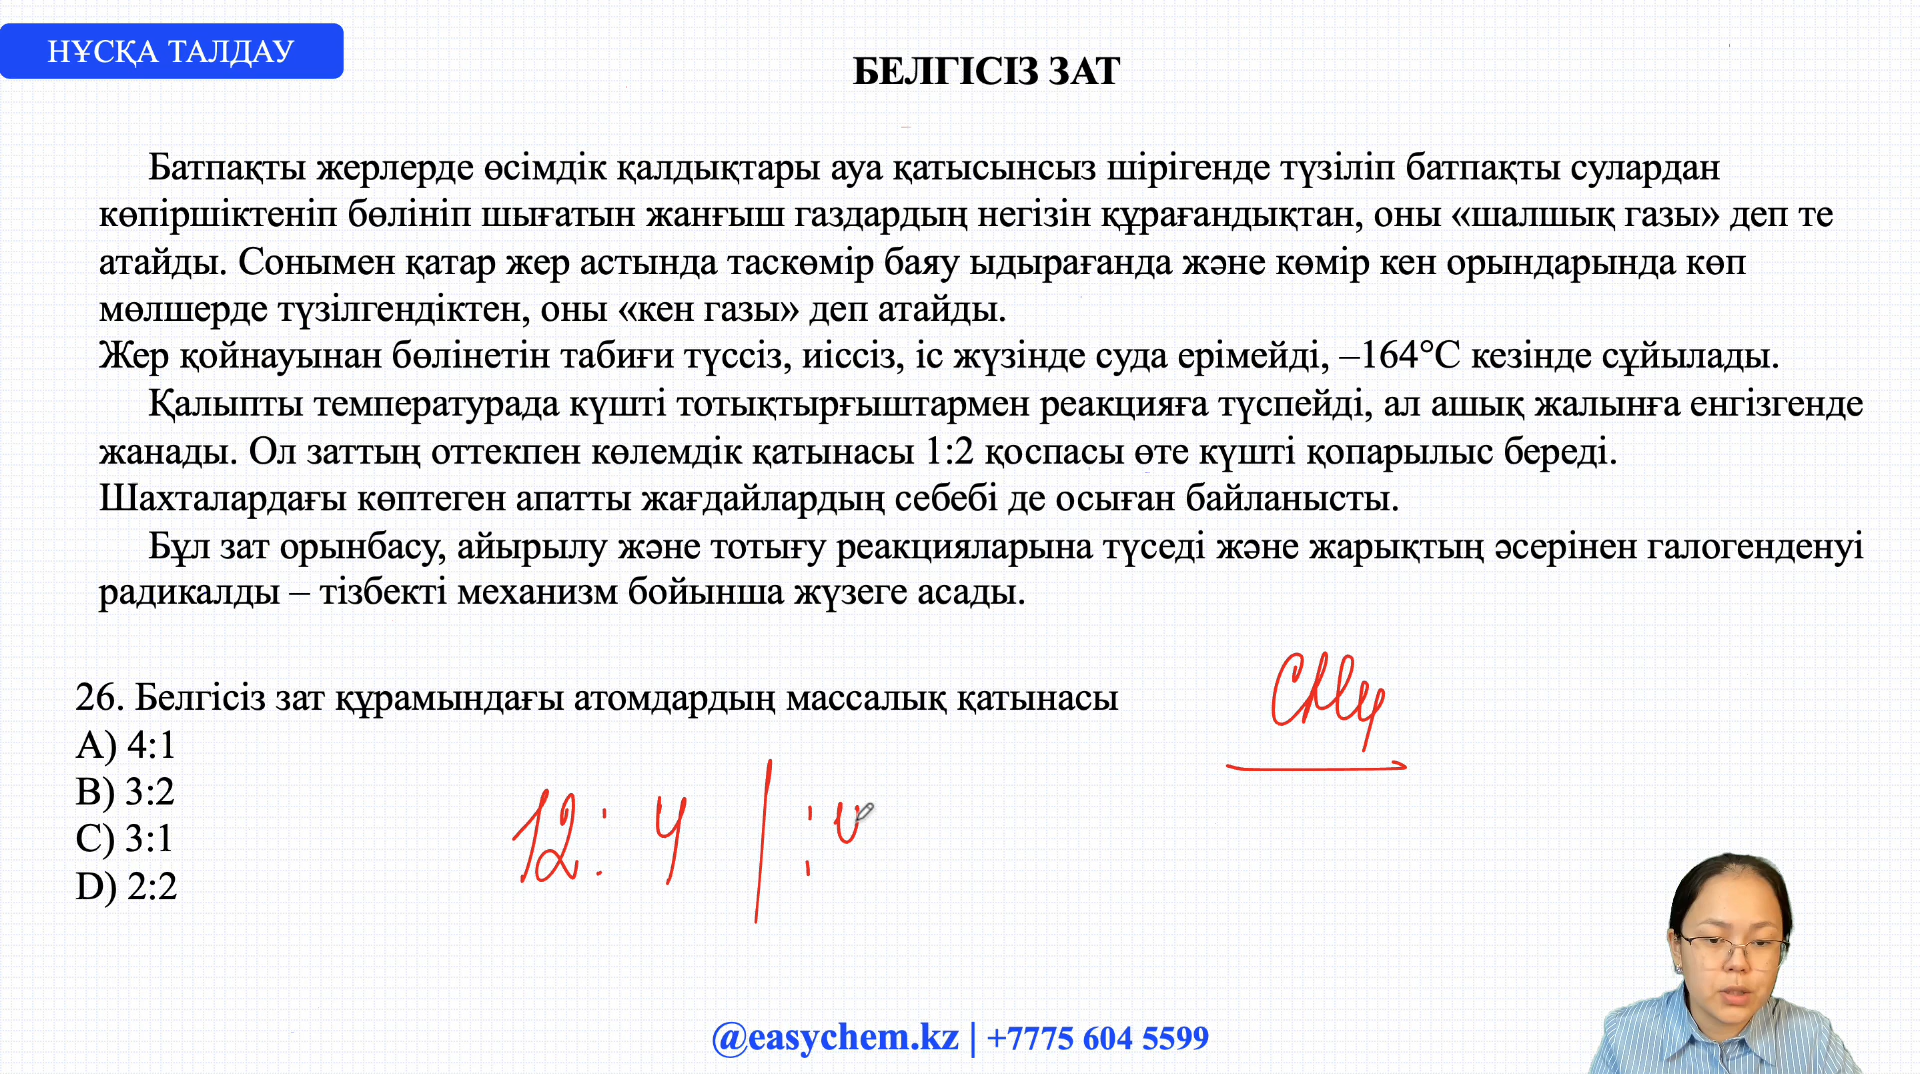 НҰСҚА ТАЛДАУ
БЕЛГІСІЗ ЗАТ
Батпақты жерлерде өсімдік қалдықтары ауа қатысынсыз шірігенде түзіліп батпақты сулардан
көпіршіктеніп бөлініп шығатын жанғыш газдардың негізін құрағандықтан, оны «шалшық газы» деп те
атайды. Сонымен қатар жер астында таскөмір баяу ыдырағанда және көмір кен орындарында көп
мөлшерде түзілгендіктен, оны «кен газы» деп атайды.
Жер қойнауынан бөлінетін табиғи түссіз, иіссіз, іс жүзінде суда ерімейді, –164°С кезінде сұйылады.
Қалыпты температурада күшті тотықтырғыштармен реакцияға түспейді, ал ашық жалынға енгізгенде
жанады. Ол заттың оттекпен көлемдік қатынасы 1:2 қоспасы өте күшті қопарылыс береді.
Шахталардағы көптеген апатты жағдайлардың себебі де осыған байланысты.
Бұл зат орынбасу, айырылу және тотығу реакцияларына түседі және жарықтың әсерінен галогенденуі
радикалды – тізбекті механизм бойынша жүзеге асады.
CH4
26. Белгісіз зат құрамындағы атомдардың массалық қатынасы
A) 4:1
B) 3:2
C) 3:1
D) 2:2
12 : 4 | :
@easychem.kz | +7775 604 5599